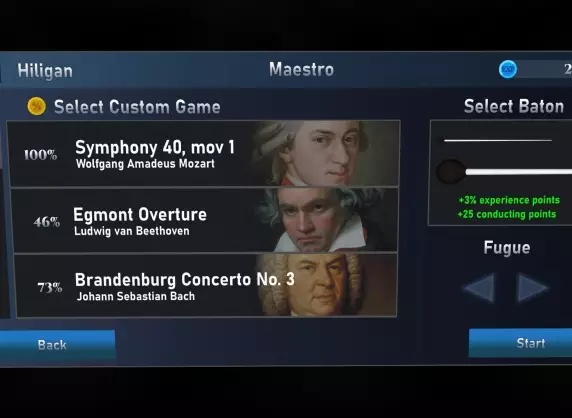 Hiligan
Maestro
EXP
2
Select Custom Game
Select Baton
100%
Symphony 40, mov 1
Wolfgang Amadeus Mozart
46%
Egmont Overture
Ludwig van Beethoven
73%
Brandenburg Concerto No. 3
Johann Sebastian Bach
+3% experience points
+25 conducting points
Fugue
Back
Start